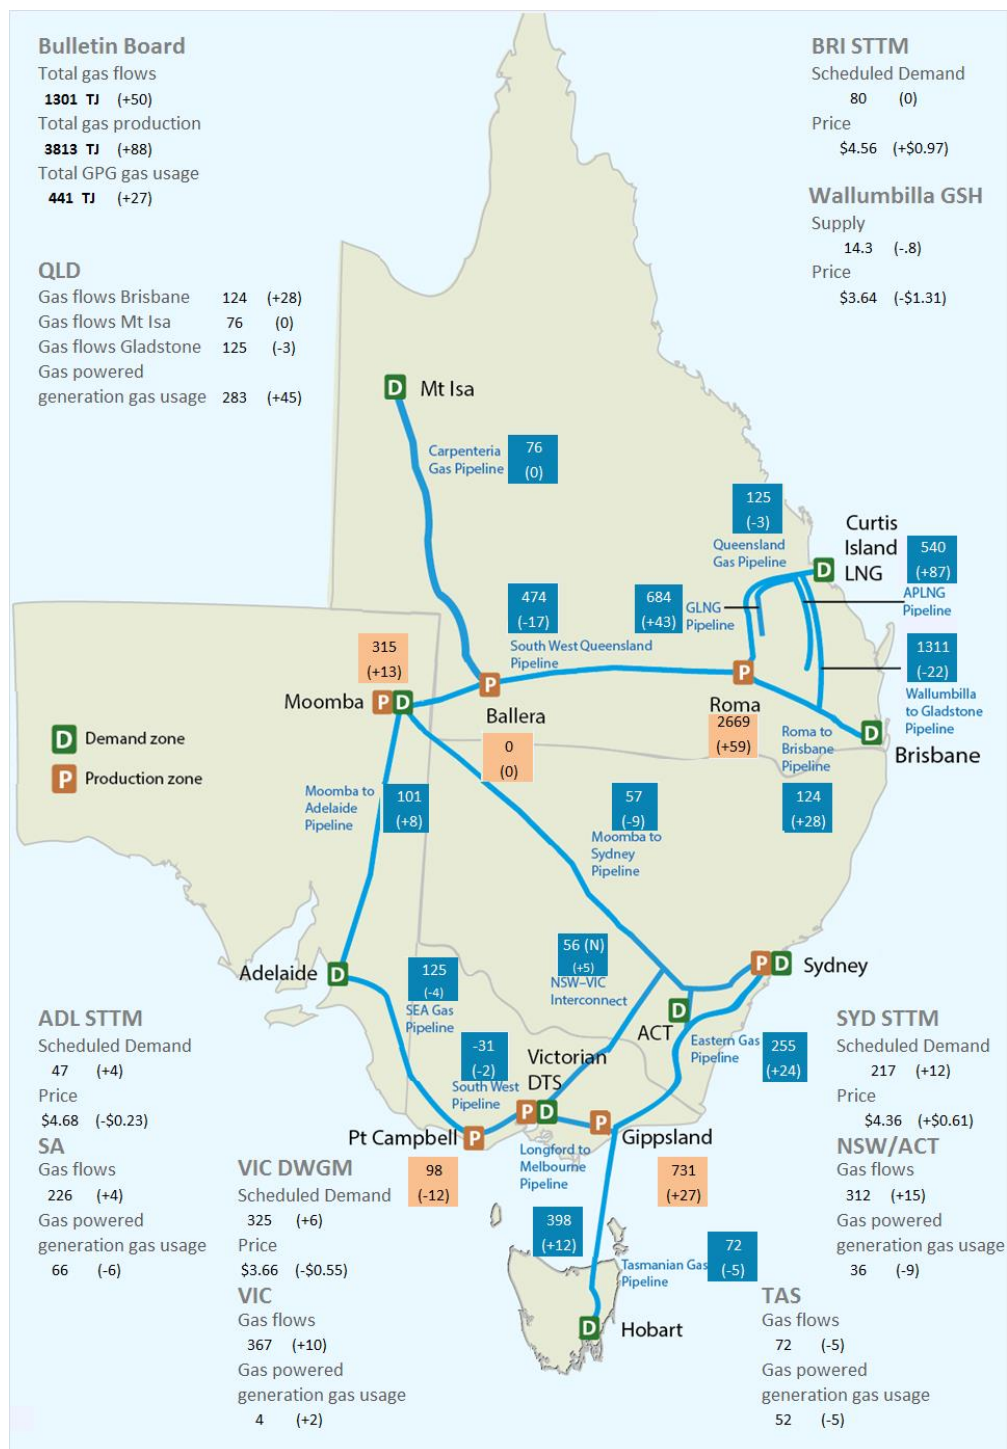 Bulletin Board
Total gas flows
1301 TJ (+50)
Total gas production
3813 TJ (+88)
Total GPG gas usage
441 TJ (+27)
BRI STTM
Scheduled Demand
80 (0)
Price
$4.56 (+$0.97)
Wallumbilla GSH
Supply
14.3 (-.8)
Price
$3.64 (-$1.31)
QLD
Gas flows Brisbane 124 (+28)
Gas flows Mt Isa 76 (0)
Gas flows Gladstone 125 (-3)
Gas powered
generation gas usage 283 (+45)
D Mt Isa
Carpenteria
Gas Pipeline
76
(0)
125
(-3)
Queensland
Gas Pipeline
Curtis
Island
LNG
D
540
(+87)
APLNG
Pipeline
474
(-17)
South West Queensland
Pipeline
684
(+43)
GLNG
Pipeline
1311
(-22)
Wallumbilla
to Gladstone
Pipeline
315
(+13)
Moomba P D
P
Ballera
0
(0)
P
Roma
2669
(+59)
Roma to
Brisbane
Pipeline
D
Brisbane
124
(+28)
D Demand zone
P Production zone
Moomba to
Adelaide
Pipeline
101
(+8)
57
(-9)
Moomba to
Sydney
Pipeline
Adelaide D
125
(-4)
SEA Gas
Pipeline
56 (N)
(+5)
NSW–VIC
Interconnect
P D Sydney
D
ACT
Eastern Gas
Pipeline
255
(+24)
-31
(-2)
South West
Pipeline
Victorian
DTS
P D
Pt Campbell P
98
(-12)
Longford to
Melbourne
Pipeline
398
(+12)
P
Gippsland
731
(+27)
Tasmanian Gas
Pipeline
72
(-5)
D Hobart
ADL STTM
Scheduled Demand
47 (+4)
Price
$4.68 (-$0.23)
SA
Gas flows
226 (+4)
Gas powered
generation gas usage
66 (-6)
VIC DWGM
Scheduled Demand
325 (+6)
Price
$3.66 (-$0.55)
VIC
Gas flows
367 (+10)
Gas powered
generation gas usage
4 (+2)
SYD STTM
Scheduled Demand
217 (+12)
Price
$4.36 (+$0.61)
NSW/ACT
Gas flows
312 (+15)
Gas powered
generation gas usage
36 (-9)
TAS
Gas flows
72 (-5)
Gas powered
generation gas usage
52 (-5)